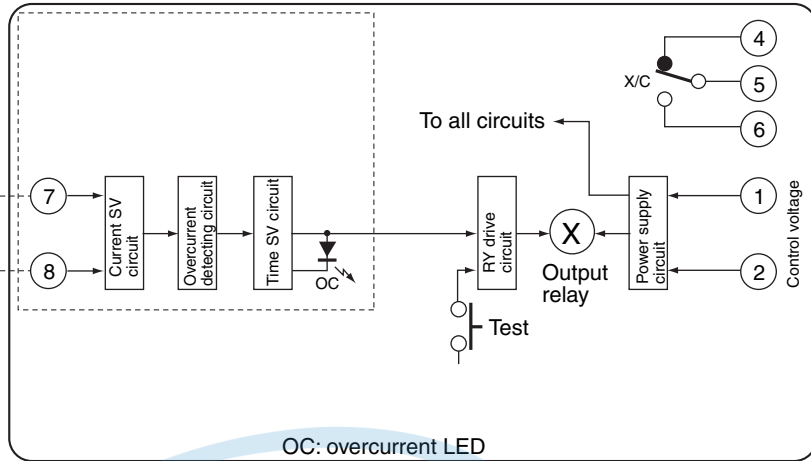 4
X/C
5
6
To all circuits
7
8
Current SV
circuit
Overcurrent
detecting circuit
Time SV circuit
OC
RY drive
circuit
X
Output
relay
Power supply
circuit
1
2
Control voltage
Test
OC: overcurrent LED